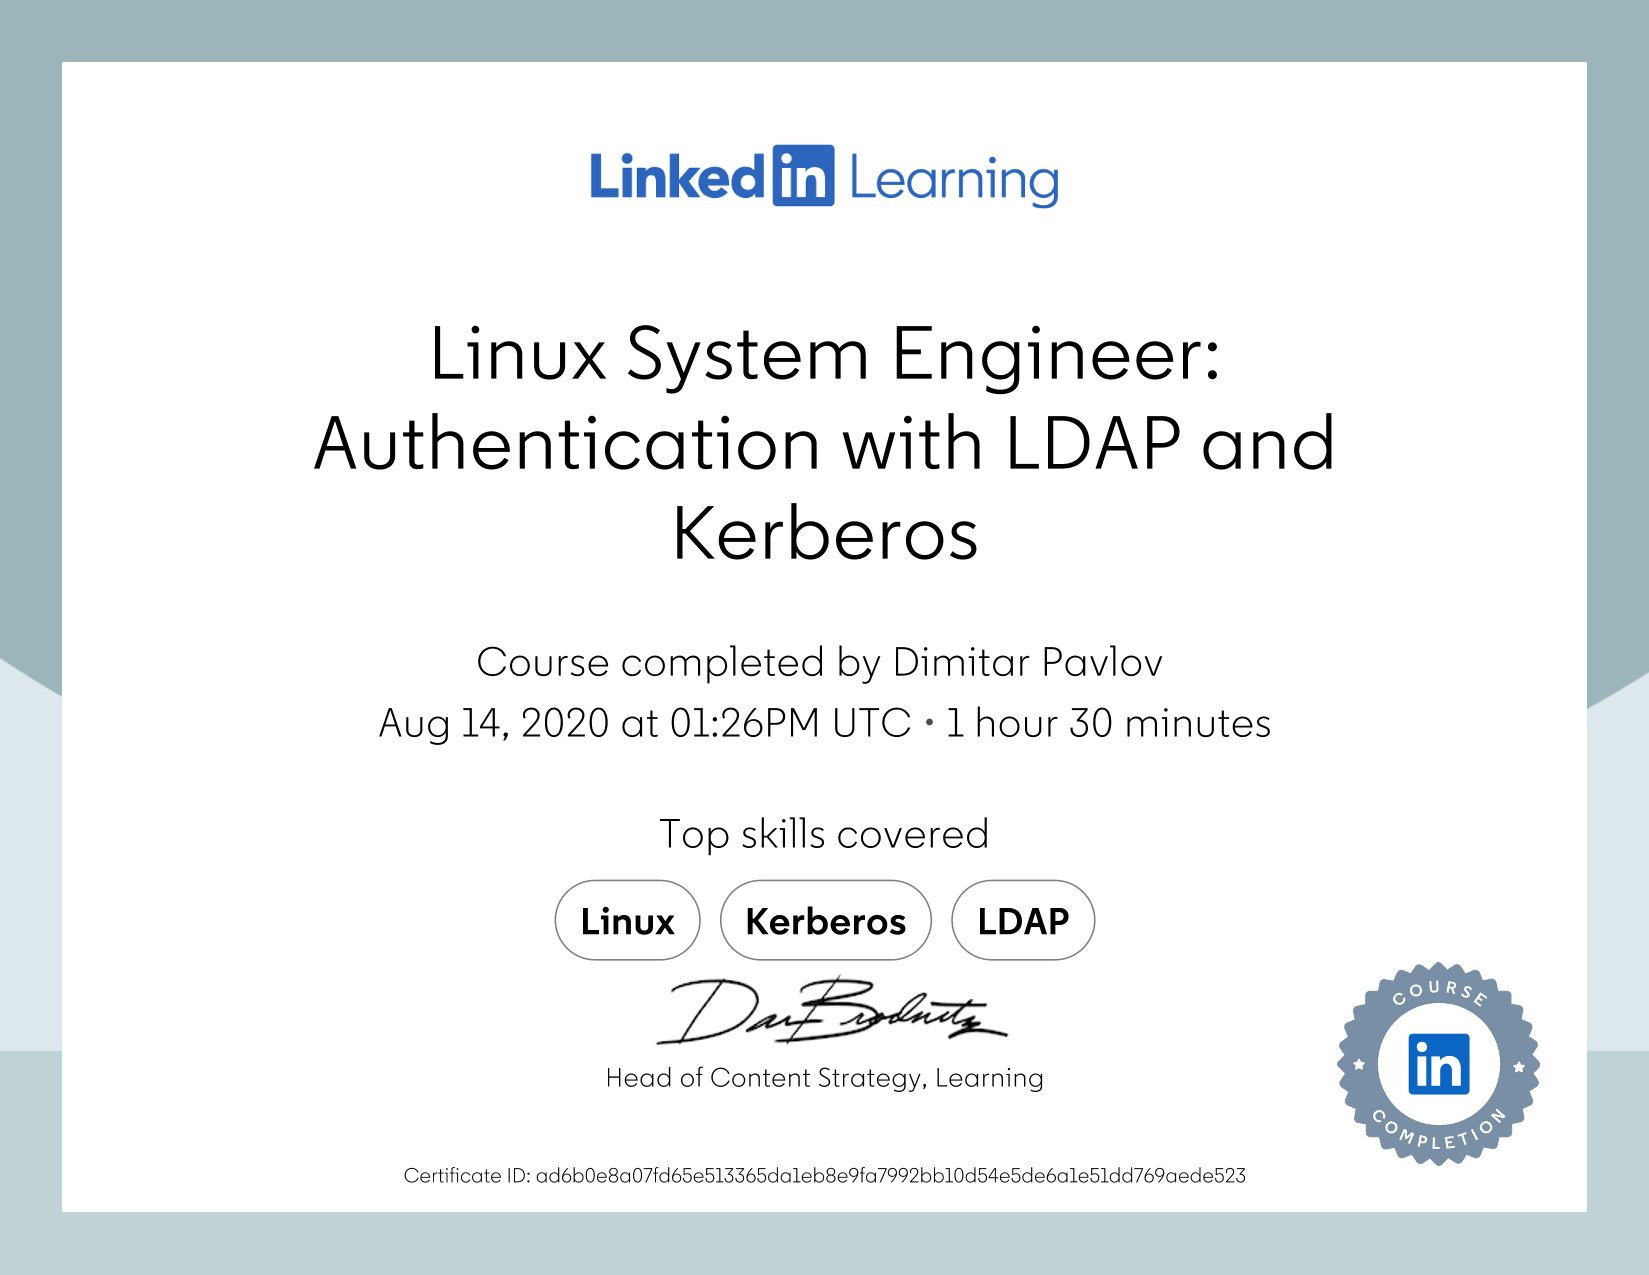 Linked in Learning
Linux System Engineer:
Authentication with LDAP and
Kerberos
Course completed by Dimitar Pavlov
Aug 14, 2020 at 01:26PM UTC • 1 hour 30 minutes
Top skills covered
Linux Kerberos LDAP
Dan Brodnitz
Head of Content Strategy, Learning
COURSE
in
COMPLETION
Certificate ID: ad6b0e8a07fd65e513365da1eb8e9fa7992bb10d54e5de6a1e51dd769aede523